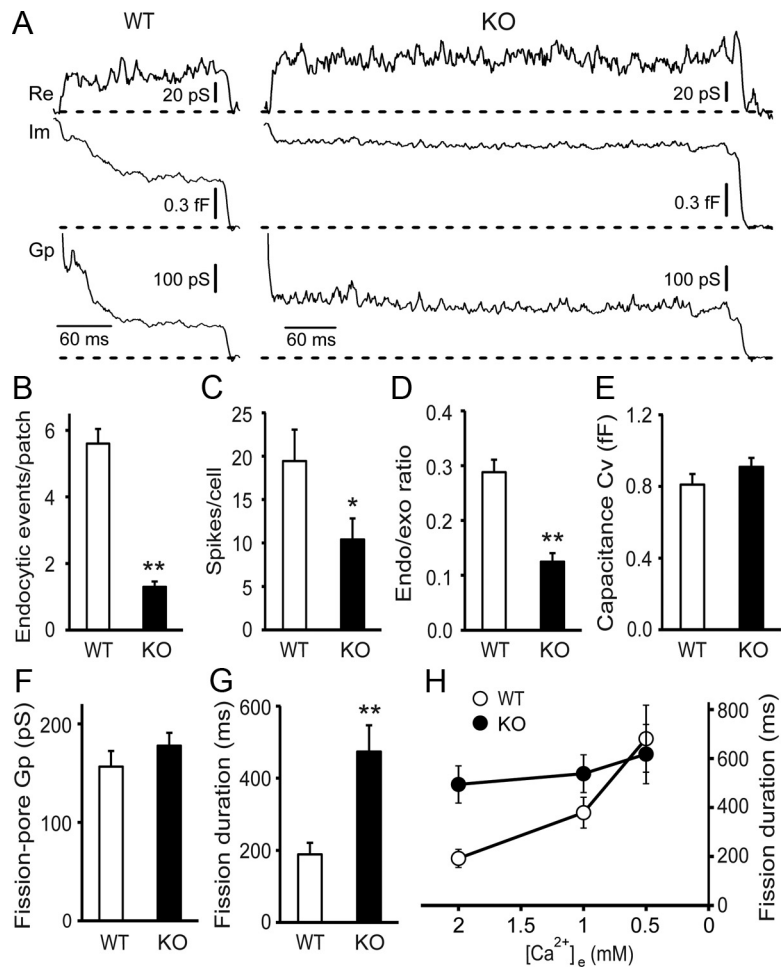 A
WT
KO
Re
20 pS
20 pS
Im
0.3 fF
0.3 fF
Gp
100 pS
100 pS
60 ms
60 ms
B
Endocytic events/patch
6
4
2
0
**
WT
KO
C
Spikes/cell
25
20
15
10
5
0
*
WT
KO
D
Endo/exo ratio
0.4
0.3
0.2
0.1
0.0
**
WT
KO
E
Capacitance Cv (fF)
1.2
0.8
0.4
0.0
WT
KO
F
Fission-pore Gp (pS)
200
100
0
WT
KO
G
Fission duration (ms)
600
400
200
0
**
WT
KO
H
WT
KO
800
600
400
200
0
Fission duration (ms)
2
1.5
1
0.5
0
[Ca2+]e (mM)